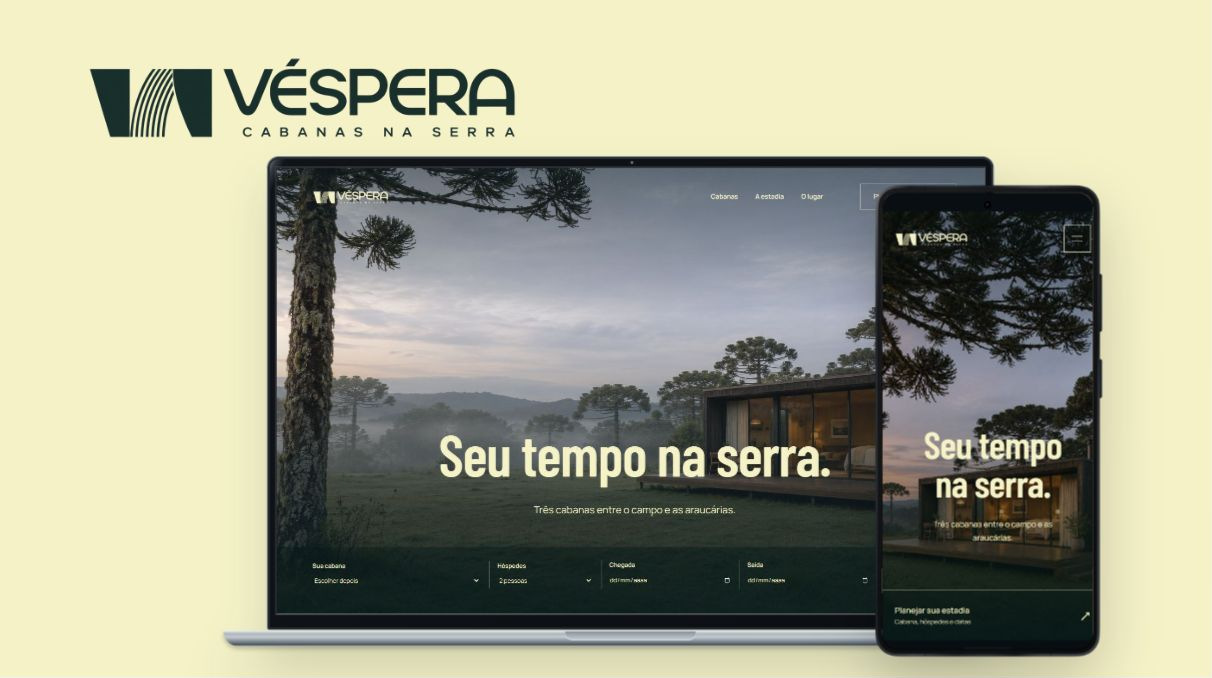 VÉSPERA
CABANAS NA SERRA
VÉSPERA
Cabanas A estadia O lugar
Seu tempo na serra.
Três cabanas entre o campo e as araucárias.
Sua cabana Hóspedes Chegada Saída
Escolher depois 2 pessoas dd/mm/aaaa dd/mm/aaaa
VÉSPERA
Seu tempo
na serra.
Três cabanas entre o campo e as
araucárias.
Planejar sua estadia
Cabana, hóspedes e datas